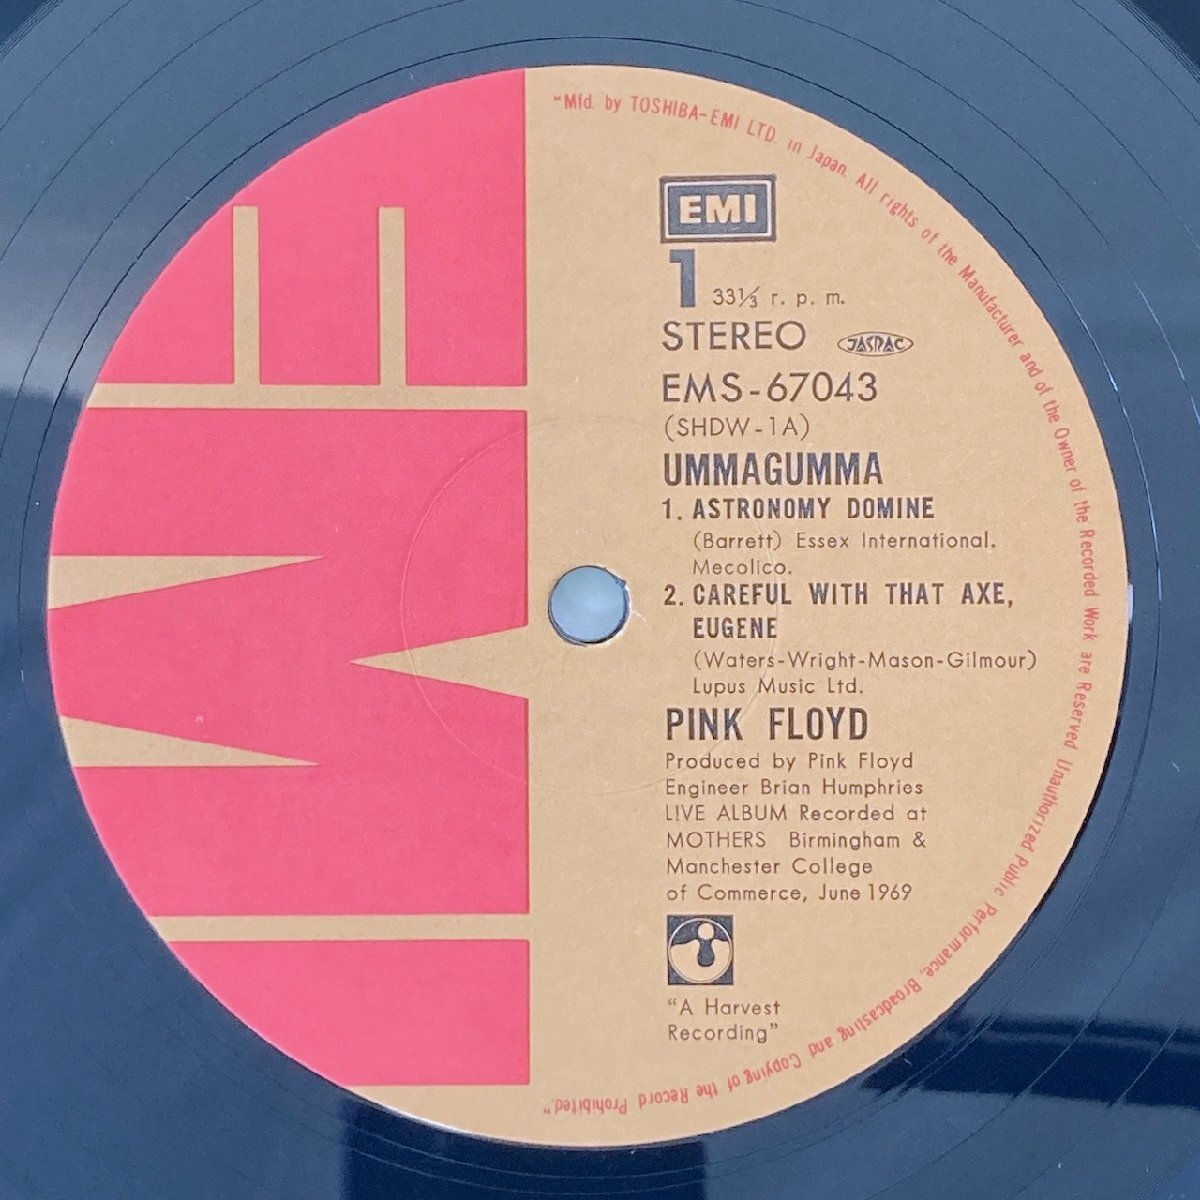 "Mfd. by TOSHIBA-EMI LTD. in Japan. All rights of the Manufacturer and of the Owner of the Recorded Work are Reserved. Unauthorized Public Performance, Broadcasting and Copying of the Record Prohibited."
EMI
EMI
1 33⅓ r. p. m.
STEREO JASRAC
EMS-67043
(SHDW-1A)
UMMAGUMMA
1. ASTRONOMY DOMINE
(Barrett) Essex International.
Mecolico.
2. CAREFUL WITH THAT AXE,
EUGENE
(Waters-Wright-Mason-Gilmour)
Lupus Music Ltd.
PINK FLOYD
Produced by Pink Floyd
Engineer Brian Humphries
LIVE ALBUM Recorded at
MOTHERS Birmingham &
Manchester College
of Commerce, June 1969
"A Harvest
Recording"